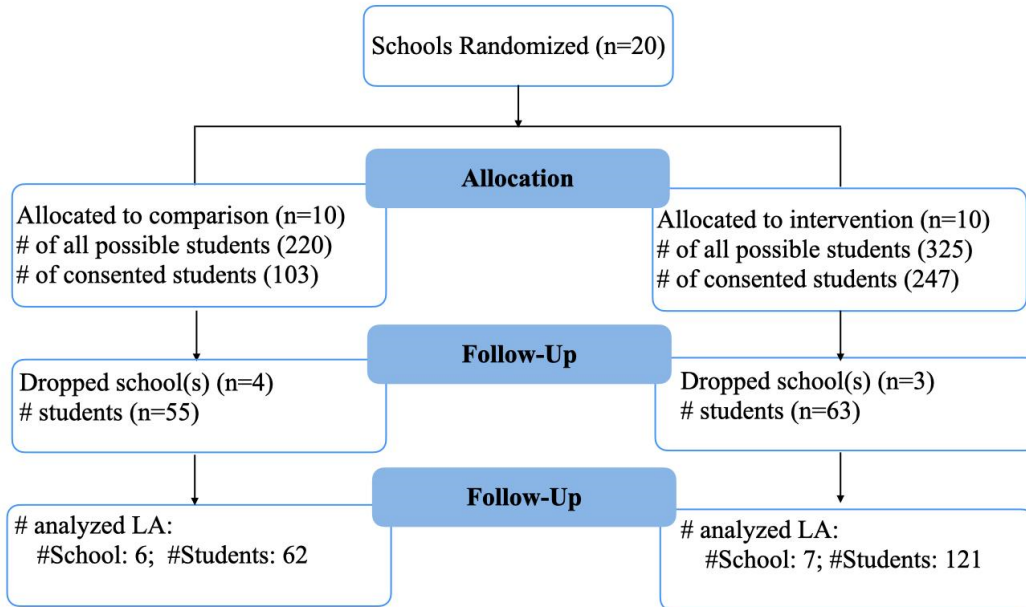 Schools Randomized (n=20)
Allocation
Allocated to comparison (n=10)
# of all possible students (220)
# of consented students (103)
Allocated to intervention (n=10)
# of all possible students (325)
# of consented students (247)
Follow-Up
Dropped school(s) (n=4)
# students (n=55)
Dropped school(s) (n=3)
# students (n=63)
Follow-Up
# analyzed LA:
#School: 6; #Students: 62
# analyzed LA:
#School: 7; #Students: 121